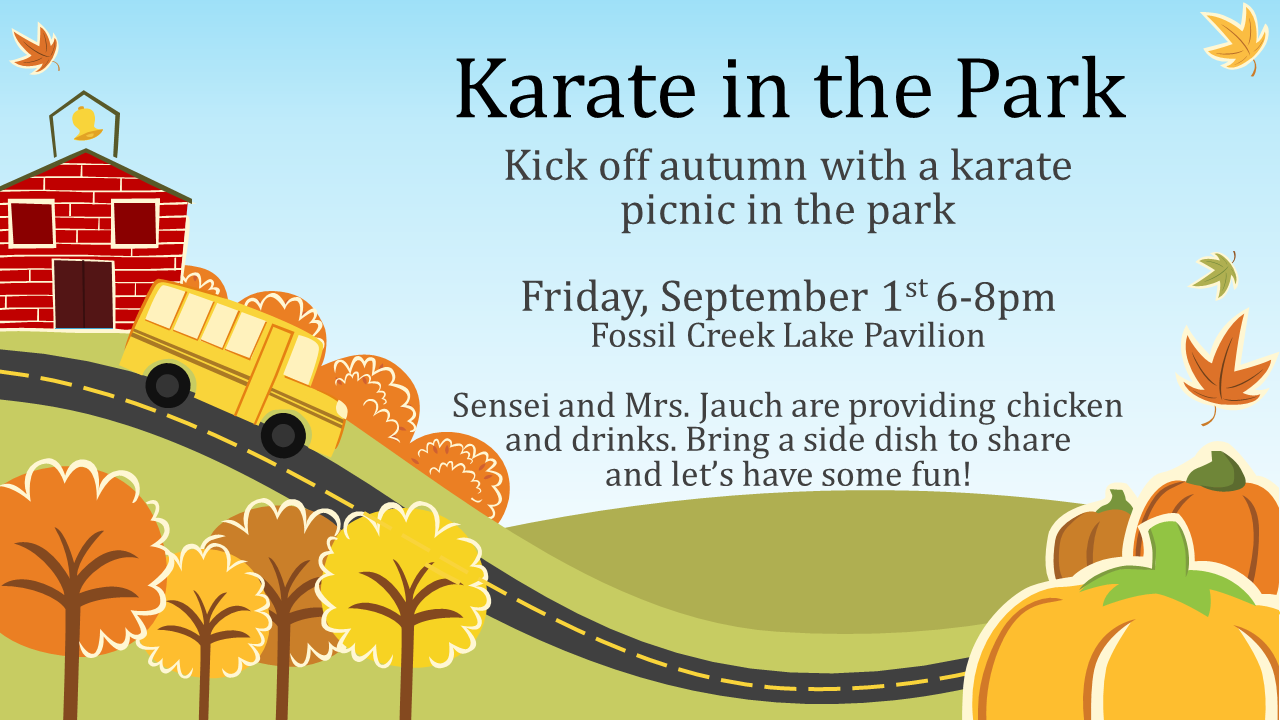 Karate in the Park
Kick off autumn with a karate
picnic in the park
Friday, September 1st 6-8pm
Fossil Creek Lake Pavilion
Sensei and Mrs. Jauch are providing chicken
and drinks. Bring a side dish to share
and let’s have some fun!